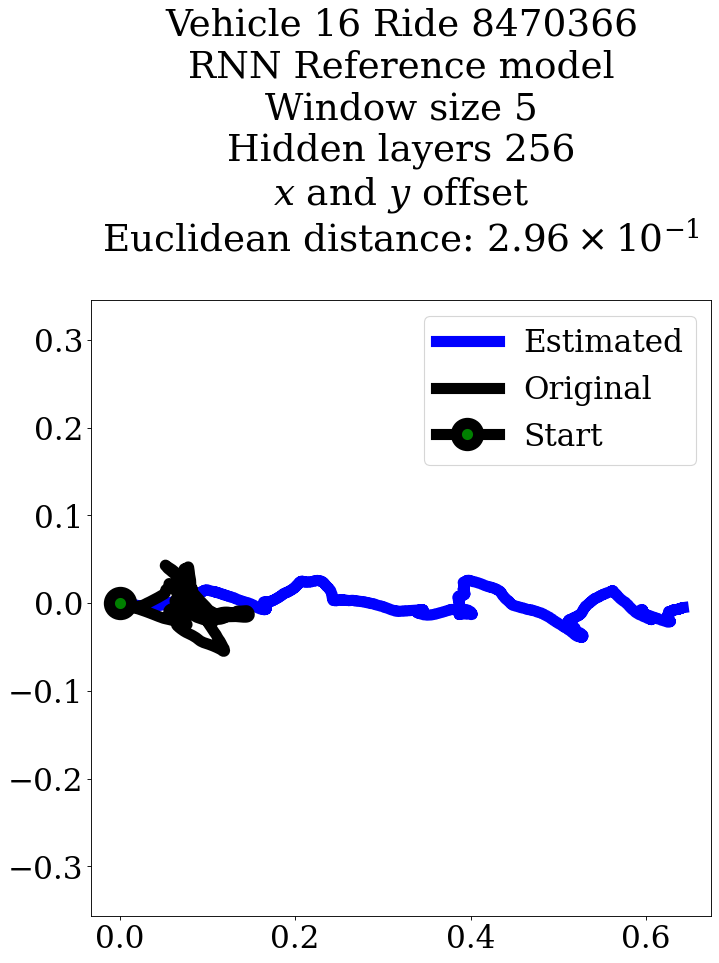 Vehicle 16 Ride 8470366
RNN Reference model
Window size 5
Hidden layers 256
x and y offset
Euclidean distance: 2.96 × 10⁻¹
Estimated
Original
Start
0.3
0.2
0.1
0.0
−0.1
−0.2
−0.3
0.0 0.2 0.4 0.6